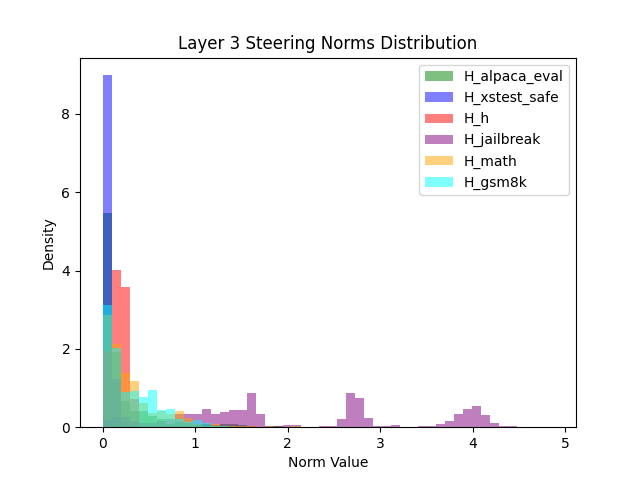 Layer 3 Steering Norms Distribution
H_alpaca_eval
H_xstest_safe
H_h
H_jailbreak
H_math
H_gsm8k
Density
8
6
4
2
0
0 1 2 3 4 5
Norm Value